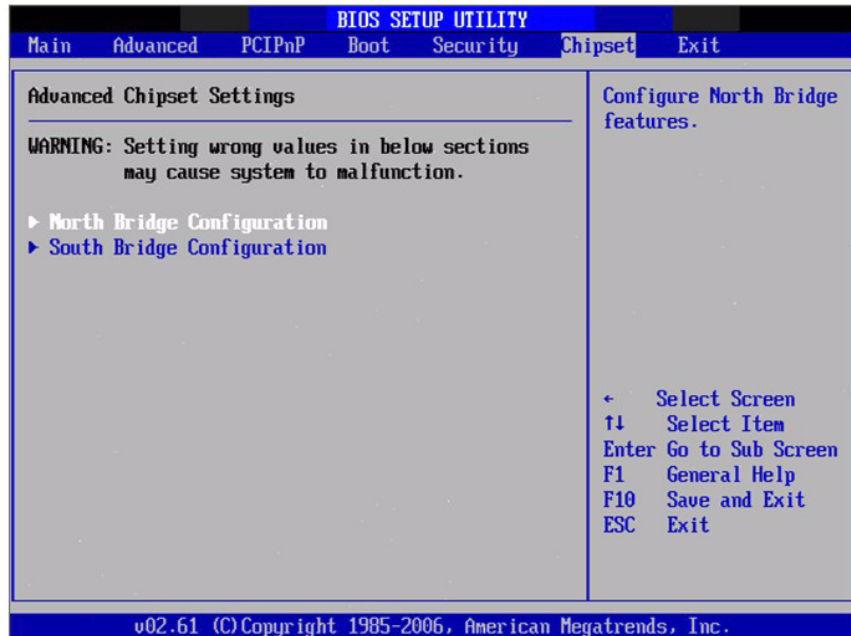 BIOS SETUP UTILITY
Main Advanced PCIPnP Boot Security Chipset Exit
Advanced Chipset Settings
WARNING: Setting wrong values in below sections
may cause system to malfunction.
▶ North Bridge Configuration
▶ South Bridge Configuration
Configure North Bridge
features.
← Select Screen
↑↓ Select Item
Enter Go to Sub Screen
F1 General Help
F10 Save and Exit
ESC Exit
v02.61 (C)Copyright 1985-2006, American Megatrends, Inc.